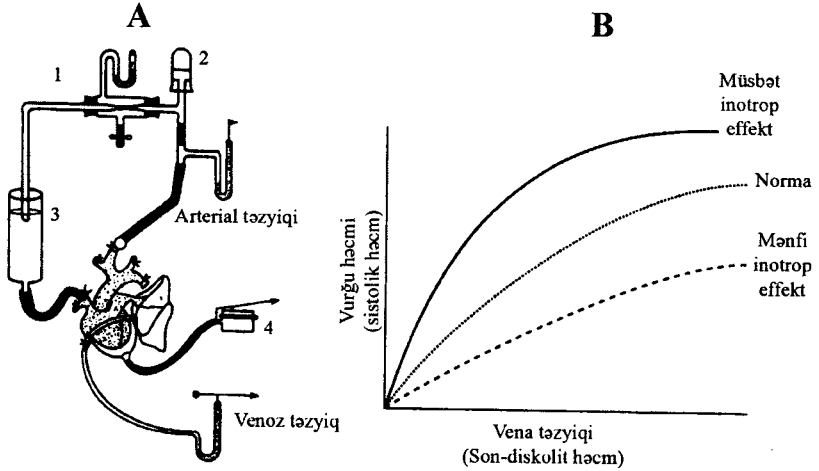 A
1
2
3
Arterial təzyiqi
4
Venoz təzyiq
B
Müsbət
inotrop
effekt
Norma
Mənfi
inotrop
effekt
Vurğu həcmi
(sistolik həcm)
Vena təzyiqi
(Son-diskolit həcm)